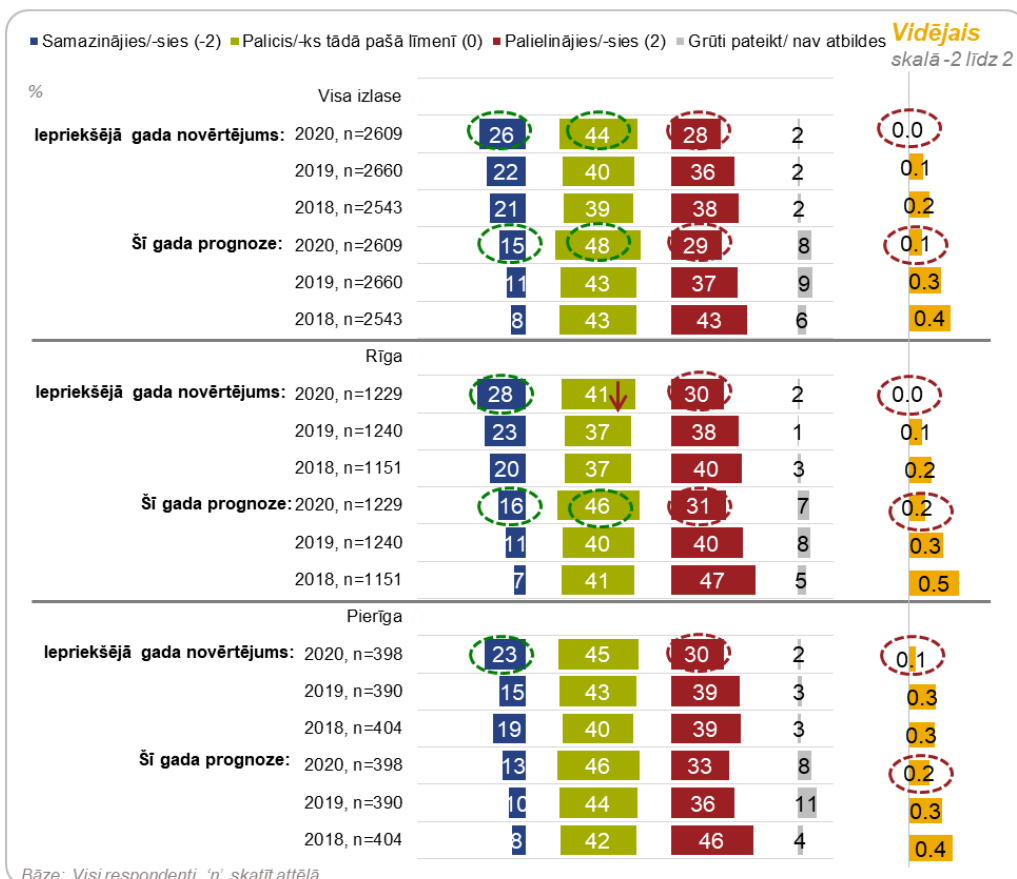 Samazinājies/-sies (-2) Palicis/-ks tādā pašā līmenī (0) Palielinājies/-sies (2) Grūti pateikt/ nav atbildes Vidējais
skalā -2 līdz 2
%
Visa izlase
Iepriekšējā gada novērtējums: 2020, n=2609 26 44 28 2 0.0
2019, n=2660 22 40 36 2 0.1
2018, n=2543 21 39 38 2 0.2
Šī gada prognoze: 2020, n=2609 15 48 29 8 0.1
2019, n=2660 11 43 37 9 0.3
2018, n=2543 8 43 43 6 0.4
Rīga
Iepriekšējā gada novērtējums: 2020, n=1229 28 41 30 2 0.0
2019, n=1240 23 37 38 1 0.1
2018, n=1151 20 37 40 3 0.2
Šī gada prognoze: 2020, n=1229 16 46 31 7 0.2
2019, n=1240 11 40 40 8 0.3
2018, n=1151 7 41 47 5 0.5
Pierīga
Iepriekšējā gada novērtējums: 2020, n=398 23 45 30 2 0.1
2019, n=390 15 43 39 3 0.3
2018, n=404 19 40 39 3 0.3
Šī gada prognoze: 2020, n=398 13 46 33 8 0.2
2019, n=390 10 44 36 11 0.3
2018, n=404 8 42 46 4 0.4
Bāze: Visi respondenti, 'n' skatīt attēlā